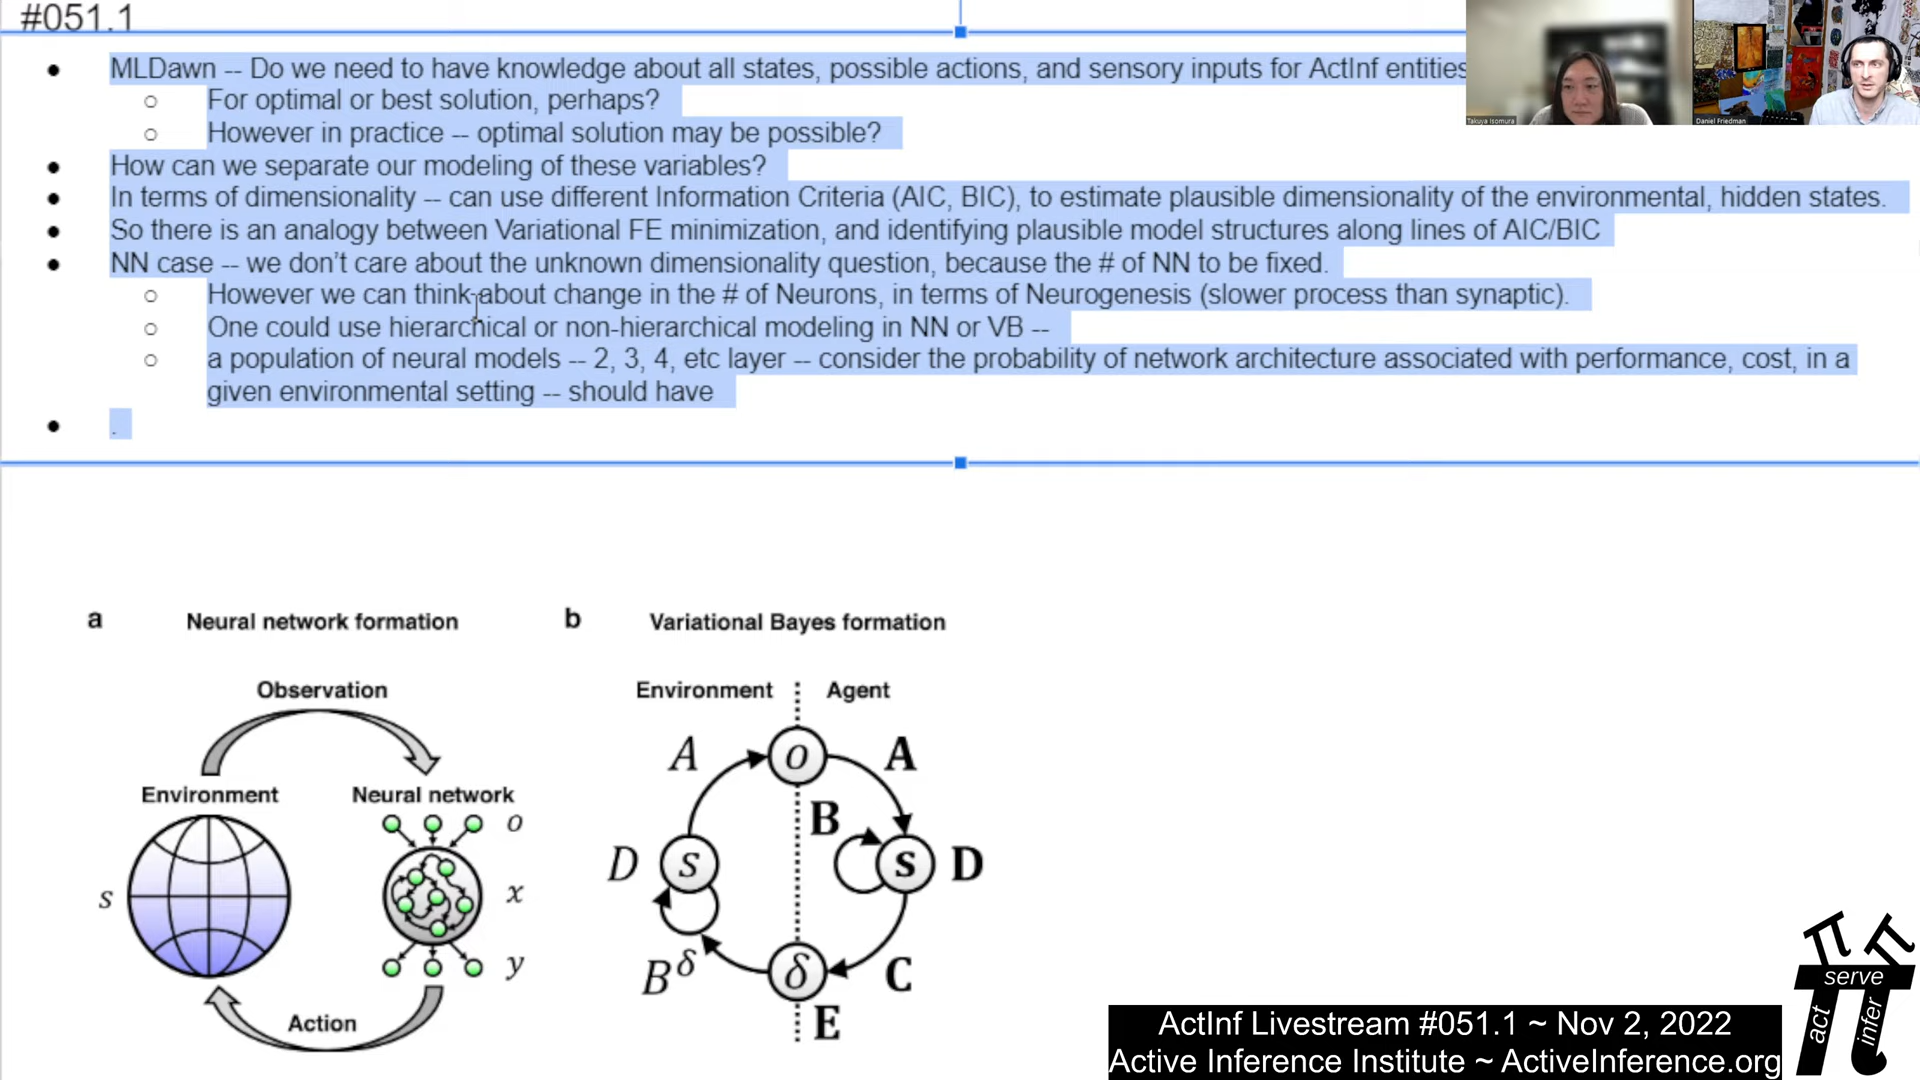 #051.1
● MLDawn -- Do we need to have knowledge about all states, possible actions, and sensory inputs for ActInf entities
○ For optimal or best solution, perhaps?
○ However in practice -- optimal solution may be possible?
● How can we separate our modeling of these variables?
● In terms of dimensionality -- can use different Information Criteria (AIC, BIC), to estimate plausible dimensionality of the environmental, hidden states.
● So there is an analogy between Variational FE minimization, and identifying plausible model structures along lines of AIC/BIC
● NN case -- we don't care about the unknown dimensionality question, because the # of NN to be fixed.
○ However we can think about change in the # of Neurons, in terms of Neurogenesis (slower process than synaptic).
○ One could use hierarchical or non-hierarchical modeling in NN or VB --
○ a population of neural models -- 2, 3, 4, etc layer -- consider the probability of network architecture associated with performance, cost, in a
given environmental setting -- should have
● .
Takuya Isomura
Daniel Friedman
a Neural network formation
Observation
Environment
Neural network
o
s
x
y
Action
b Variational Bayes formation
Environment Agent
A o A
B
D s s D
B^δ δ C
E
π π
serve
act
infer
ActInf Livestream #051.1 ~ Nov 2, 2022
Active Inference Institute ~ ActiveInference.org